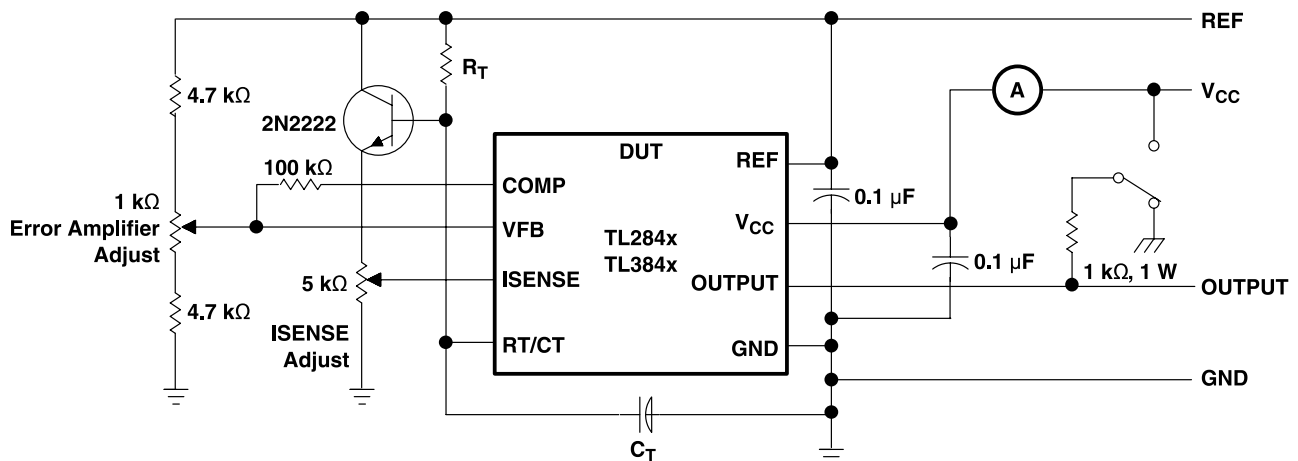 REF
R_T
4.7 kΩ
A
V_CC
2N2222
DUT
REF
100 kΩ
COMP
0.1 µF
1 kΩ
Error Amplifier
Adjust
VFB
V_CC
TL284x
TL384x
0.1 µF
5 kΩ
ISENSE
OUTPUT
1 kΩ, 1 W
OUTPUT
4.7 kΩ
ISENSE
Adjust
RT/CT
GND
GND
C_T